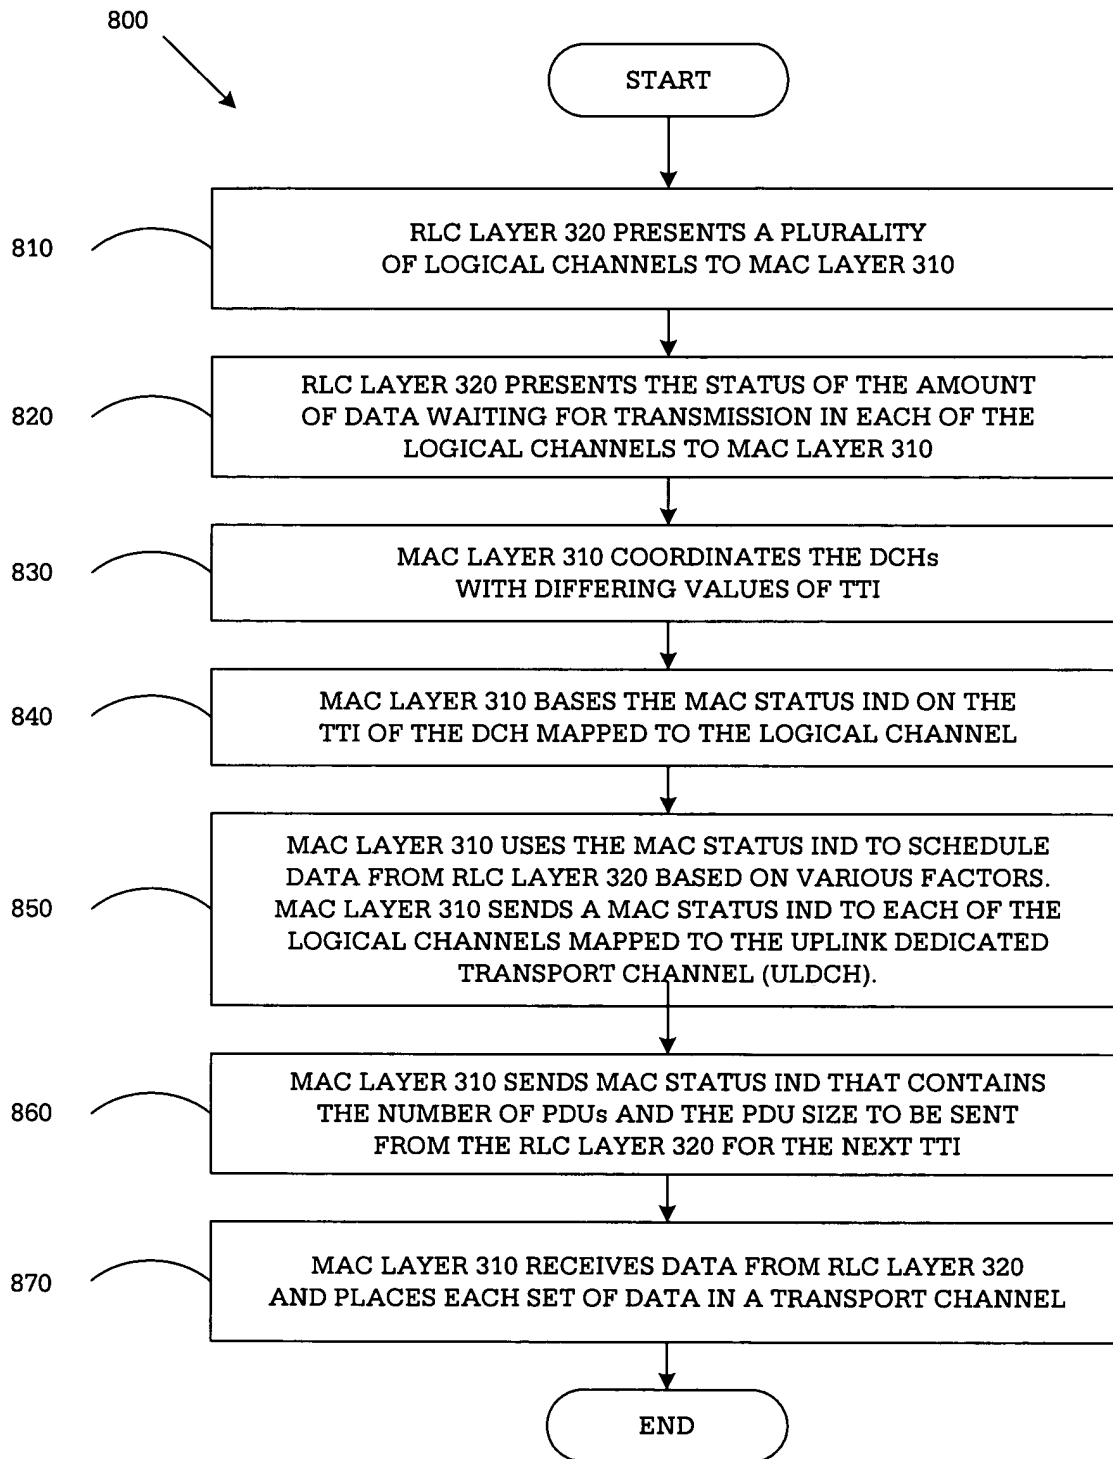 800
START
810
RLC LAYER 320 PRESENTS A PLURALITY
OF LOGICAL CHANNELS TO MAC LAYER 310
820
RLC LAYER 320 PRESENTS THE STATUS OF THE AMOUNT
OF DATA WAITING FOR TRANSMISSION IN EACH OF THE
LOGICAL CHANNELS TO MAC LAYER 310
830
MAC LAYER 310 COORDINATES THE DCHs
WITH DIFFERING VALUES OF TTI
840
MAC LAYER 310 BASES THE MAC STATUS IND ON THE
TTI OF THE DCH MAPPED TO THE LOGICAL CHANNEL
850
MAC LAYER 310 USES THE MAC STATUS IND TO SCHEDULE
DATA FROM RLC LAYER 320 BASED ON VARIOUS FACTORS.
MAC LAYER 310 SENDS A MAC STATUS IND TO EACH OF THE
LOGICAL CHANNELS MAPPED TO THE UPLINK DEDICATED
TRANSPORT CHANNEL (ULDCH).
860
MAC LAYER 310 SENDS MAC STATUS IND THAT CONTAINS
THE NUMBER OF PDUs AND THE PDU SIZE TO BE SENT
FROM THE RLC LAYER 320 FOR THE NEXT TTI
870
MAC LAYER 310 RECEIVES DATA FROM RLC LAYER 320
AND PLACES EACH SET OF DATA IN A TRANSPORT CHANNEL
END